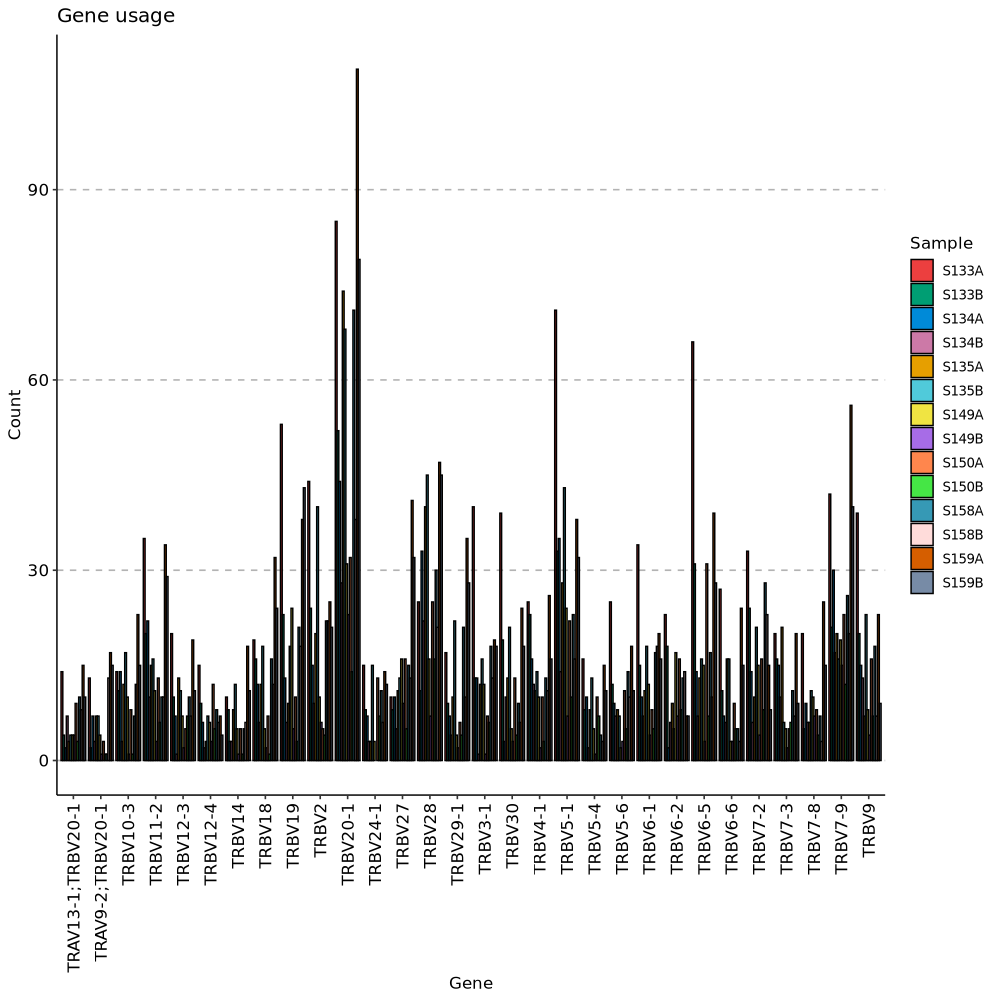 Gene usage
Count
90
60
30
0
TRAV13-1;TRBV20-1
TRAV9-2;TRBV20-1
TRBV10-3
TRBV11-2
TRBV12-3
TRBV12-4
TRBV14
TRBV18
TRBV19
TRBV2
TRBV20-1
TRBV24-1
TRBV27
TRBV28
TRBV29-1
TRBV3-1
TRBV30
TRBV4-1
TRBV5-1
TRBV5-4
TRBV5-6
TRBV6-1
TRBV6-2
TRBV6-5
TRBV6-6
TRBV7-2
TRBV7-3
TRBV7-8
TRBV7-9
TRBV9
Gene
Sample
S133A
S133B
S134A
S134B
S135A
S135B
S149A
S149B
S150A
S150B
S158A
S158B
S159A
S159B